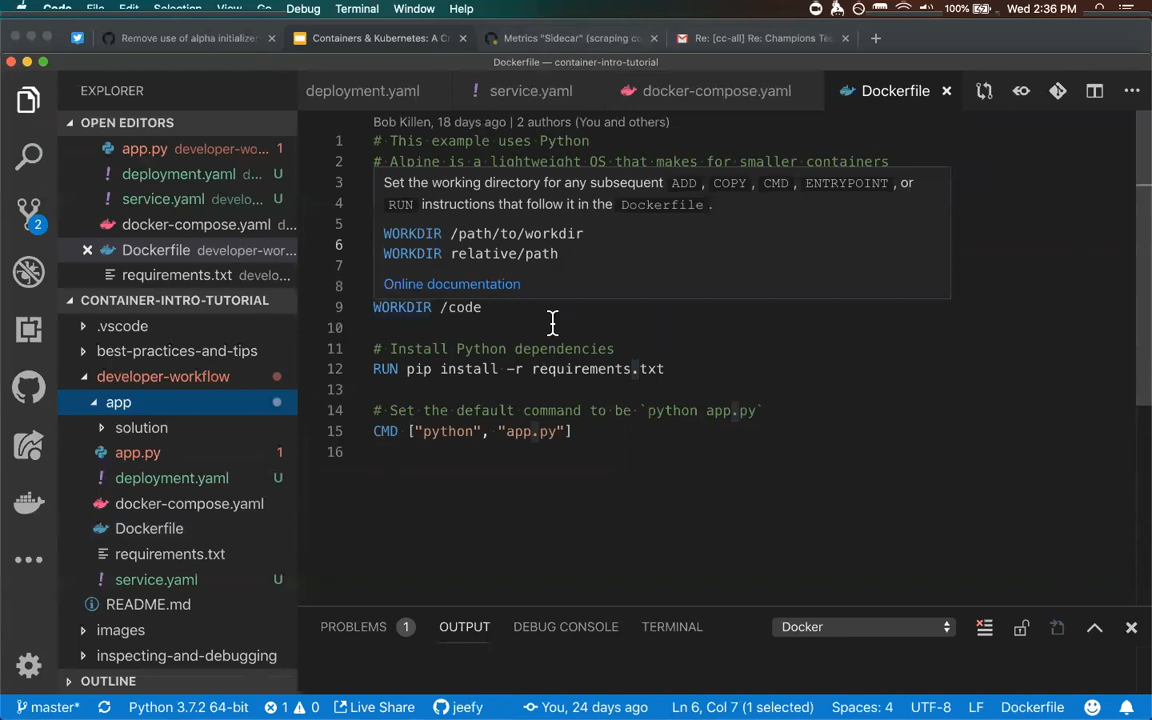 Code File Edit Selection View Go Debug Terminal Window Help 100% Wed 2:36 PM
Remove use of alpha initializer × Containers & Kubernetes: A C × Metrics "Sidecar" (scraping co × Re: [cc-all] Re: Champions Te × +
Dockerfile — container-intro-tutorial
EXPLORER
deployment.yaml ! service.yaml docker-compose.yaml Dockerfile ×
OPEN EDITORS
app.py developer-wo... 1
! deployment.yaml d... U
! service.yaml develo... U
docker-compose.yaml d...
× Dockerfile developer-wor...
requirements.txt develo...
CONTAINER-INTRO-TUTORIAL
.vscode
best-practices-and-tips
developer-workflow
app
solution
app.py 1
! deployment.yaml U
docker-compose.yaml
Dockerfile
requirements.txt
! service.yaml U
README.md
images
inspecting-and-debugging
OUTLINE
2
Bob Killen, 18 days ago | 2 authors (You and others)
1 # This example uses Python
2 # Alpine is a lightweight OS that makes for smaller containers
3
4
5
6
7
8
Set the working directory for any subsequent ADD, COPY, CMD, ENTRYPOINT, or
RUN instructions that follow it in the Dockerfile.
WORKDIR /path/to/workdir
WORKDIR relative/path
Online documentation
9 WORKDIR /code
10
11 # Install Python dependencies
12 RUN pip install -r requirements.txt
13
14 # Set the default command to be `python app.py`
15 CMD ["python", "app.py"]
16
PROBLEMS 1 OUTPUT DEBUG CONSOLE TERMINAL Docker
master* Python 3.7.2 64-bit 1 0 Live Share jeefy You, 24 days ago Ln 6, Col 7 (1 selected) Spaces: 4 UTF-8 LF Dockerfile